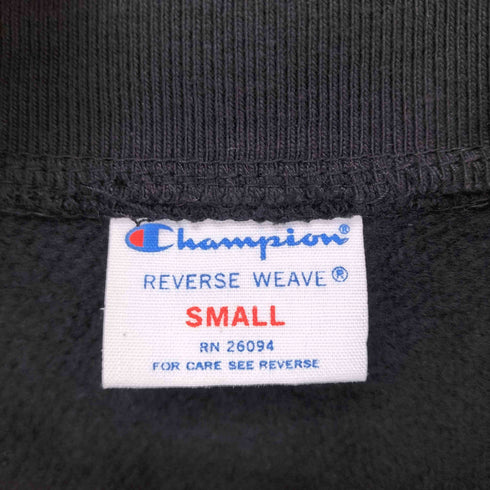 Champion®
REVERSE WEAVE®
SMALL
RN 26094
FOR CARE SEE REVERSE